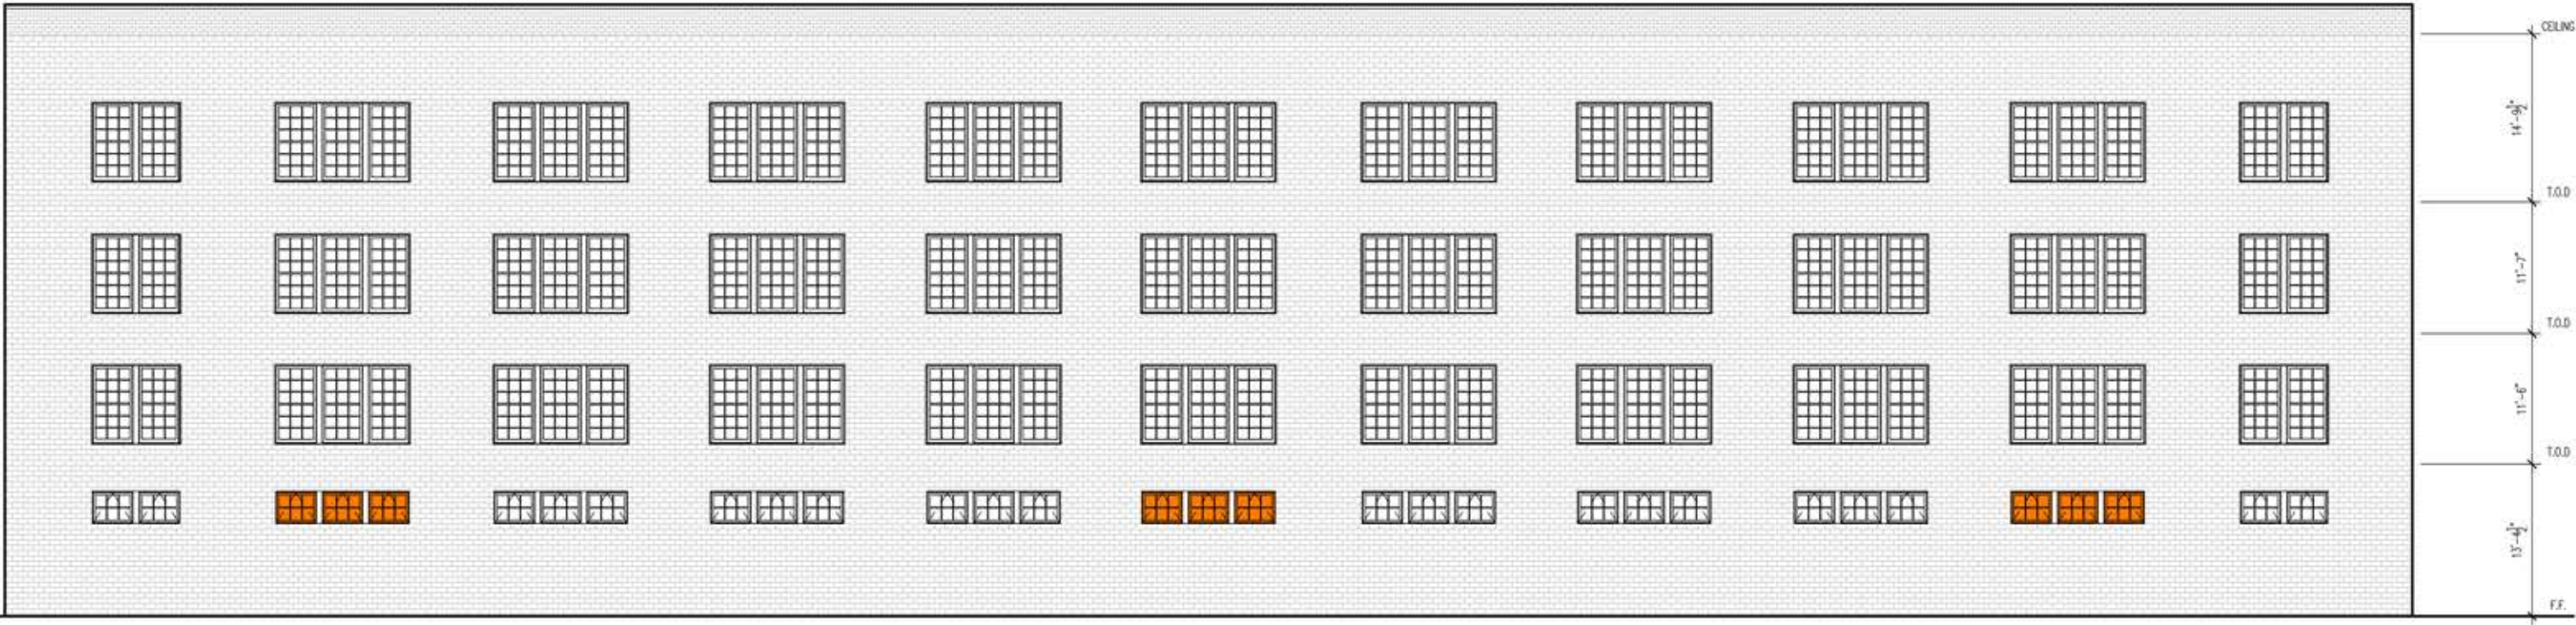 CEILING
14'-9½"
T.O.D
T.O.D
11'-7"
11'-6"
T.O.D
13'-4½"
F.F.